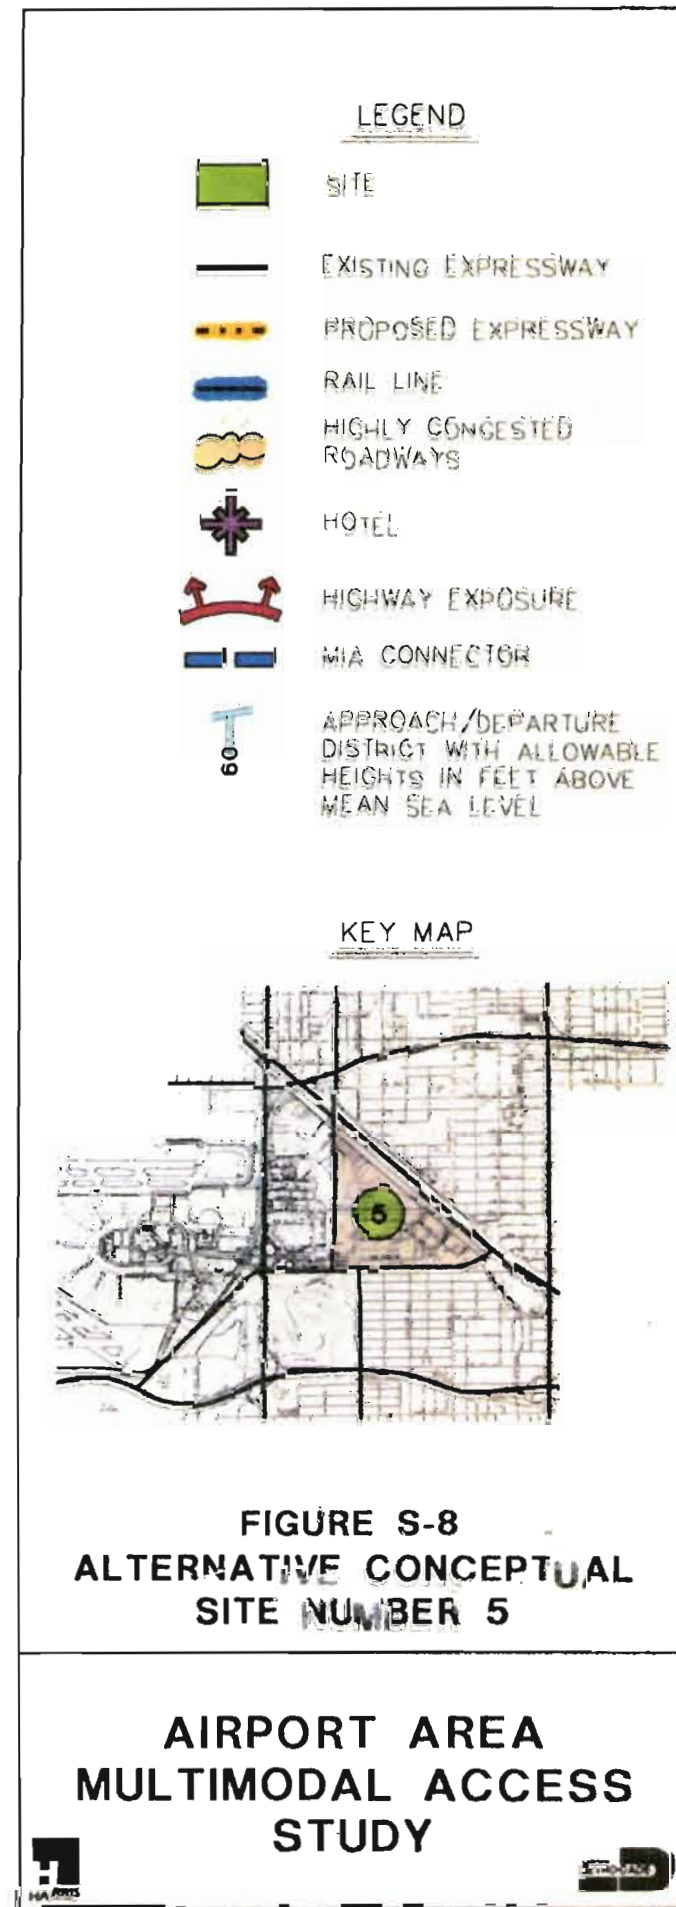 LEGEND
SITE
EXISTING EXPRESSWAY
PROPOSED EXPRESSWAY
RAIL LINE
HIGHLY CONGESTED
ROADWAYS
HOTEL
HIGHWAY EXPOSURE
MIA CONNECTOR
60
APPROACH/DEPARTURE
DISTRICT WITH ALLOWABLE
HEIGHTS IN FEET ABOVE
MEAN SEA LEVEL
KEY MAP
5
FIGURE S-8
ALTERNATIVE CONCEPTUAL
SITE NUMBER 5
AIRPORT AREA
MULTIMODAL ACCESS
STUDY
H
HARRIS